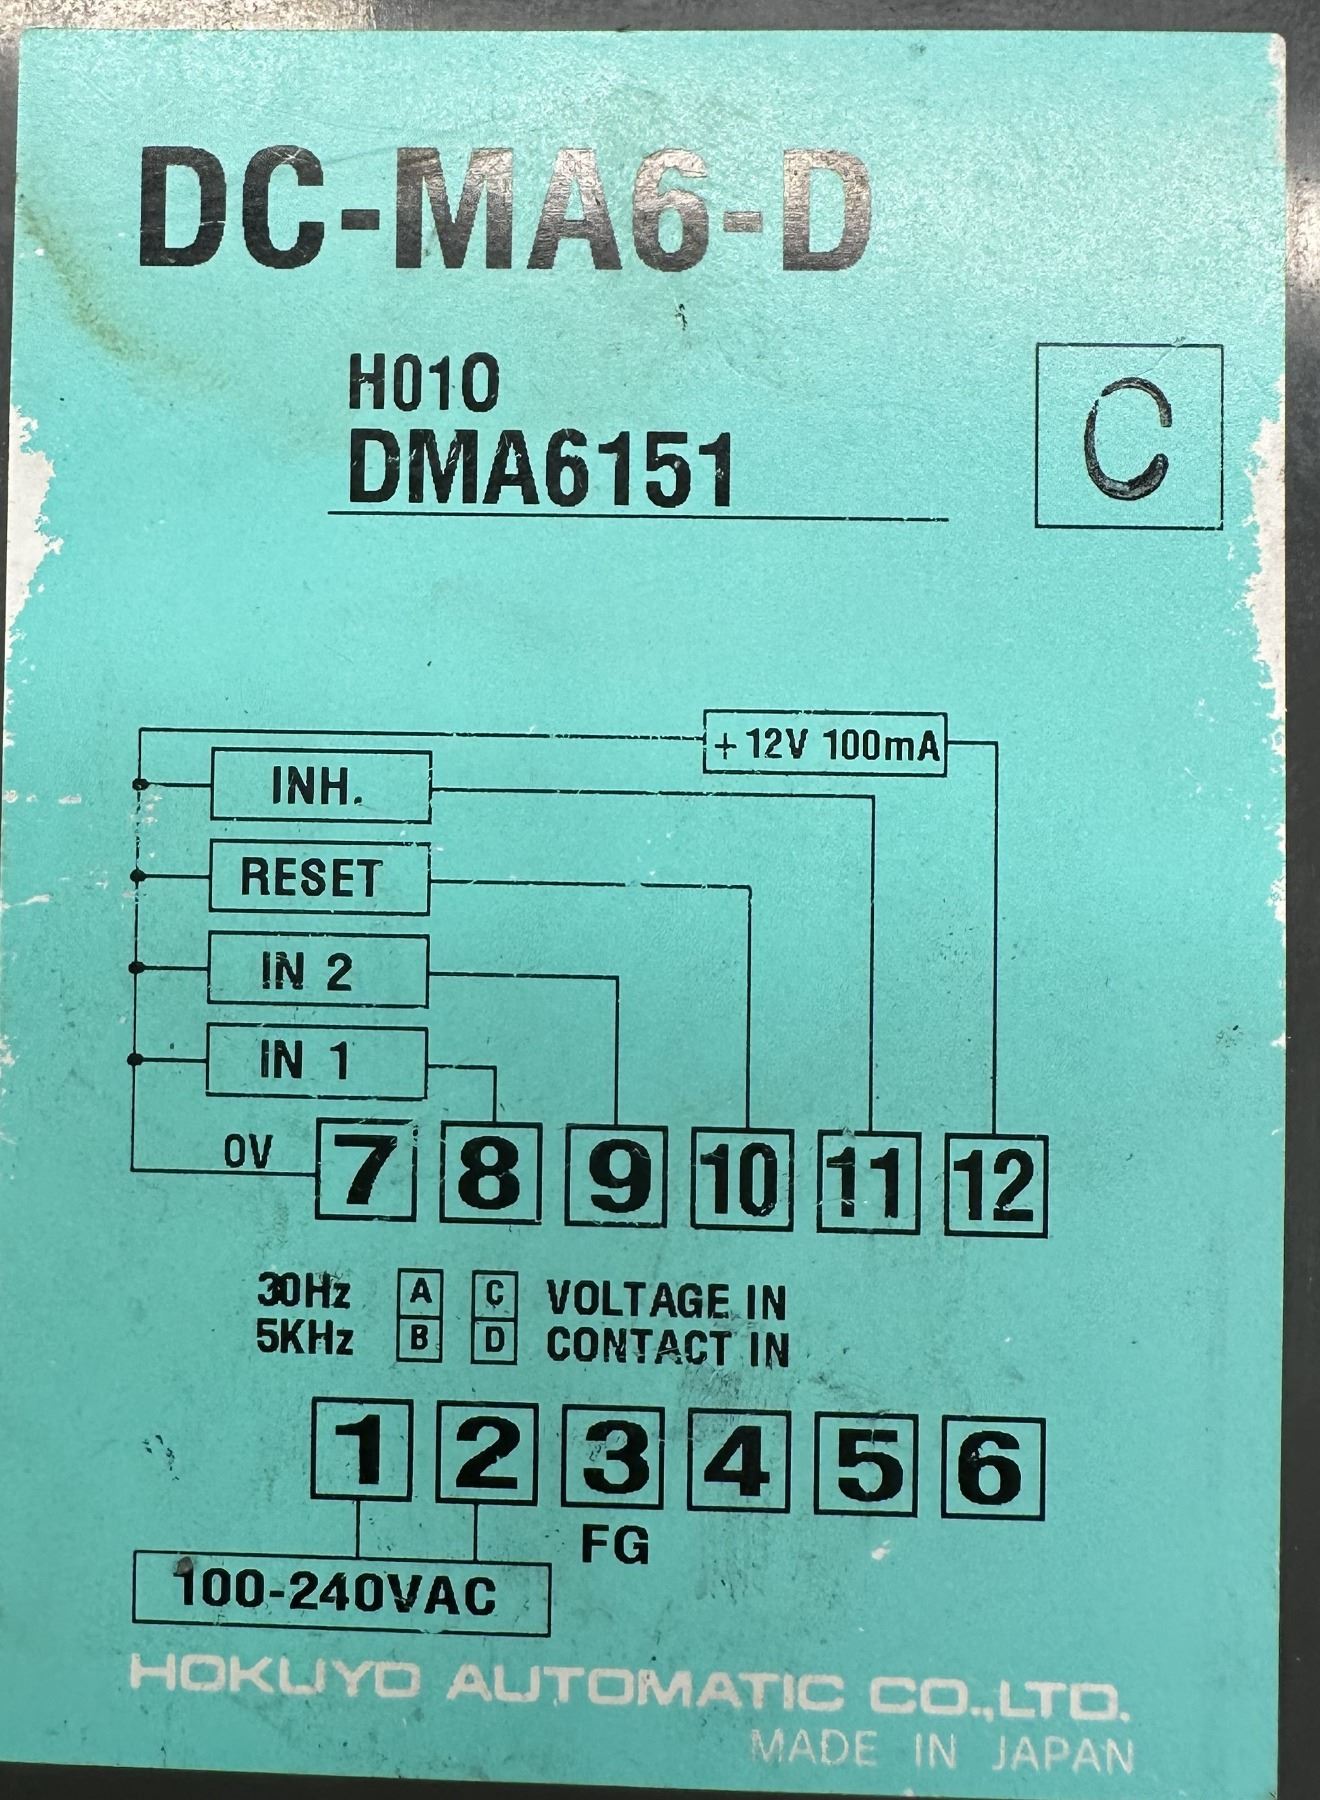 DC-MA6-D
H010
DMA6151
C
+12V 100mA
INH.
RESET
IN 2
IN 1
0V 7 8 9 10 11 12
30Hz A C VOLTAGE IN
5KHz B D CONTACT IN
1 2 3 4 5 6
FG
100-240VAC
HOKUYO AUTOMATIC CO.,LTD.
MADE IN JAPAN